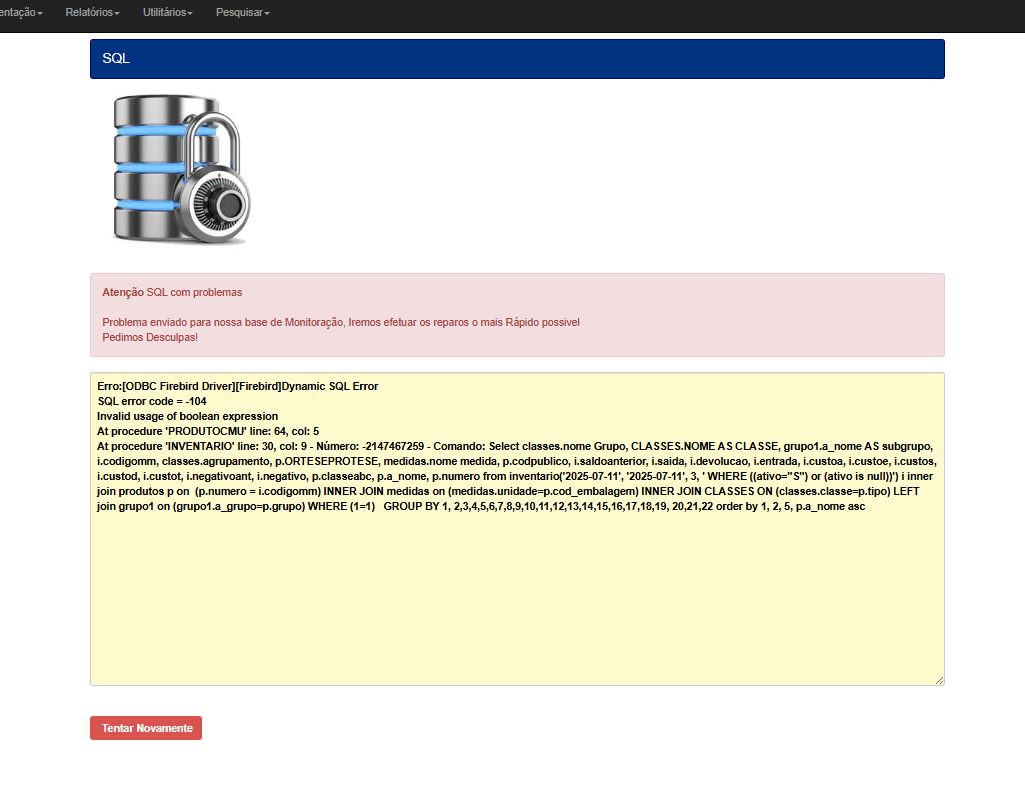 entação
Relatórios
Utilitários
Pesquisar
SQL
Atenção SQL com problemas
Problema enviado para nossa base de Monitoração, Iremos efetuar os reparos o mais Rápido possivel
Pedimos Desculpas!
Erro:[ODBC Firebird Driver][Firebird]Dynamic SQL Error
SQL error code = -104
Invalid usage of boolean expression
At procedure 'PRODUTOCMU' line: 64, col: 5
At procedure 'INVENTARIO' line: 30, col: 9 - Número: -2147467259 - Comando: Select classes.nome Grupo, CLASSES.NOME AS CLASSE, grupo1.a_nome AS subgrupo,
i.codigomm, classes.agrupamento, p.ORTESEPROTESE, medidas.nome medida, p.codpublico, i.saldoanterior, i.saida, i.devolucao, i.entrada, i.custoa, i.custoe, i.custos,
i.custod, i.custot, i.negativoant, i.negativo, p.classeabc, p.a_nome, p.numero from inventario('2025-07-11', '2025-07-11', 3, ' WHERE ((ativo="S") or (ativo is null))') i inner
join produtos p on  (p.numero = i.codigomm) INNER JOIN medidas on (medidas.unidade=p.cod_embalagem) INNER JOIN CLASSES ON (classes.classe=p.tipo) LEFT
join grupo1 on (grupo1.a_grupo=p.grupo) WHERE (1=1)   GROUP BY 1, 2,3,4,5,6,7,8,9,10,11,12,13,14,15,16,17,18,19, 20,21,22 order by 1, 2, 5, p.a_nome asc
Tentar Novamente